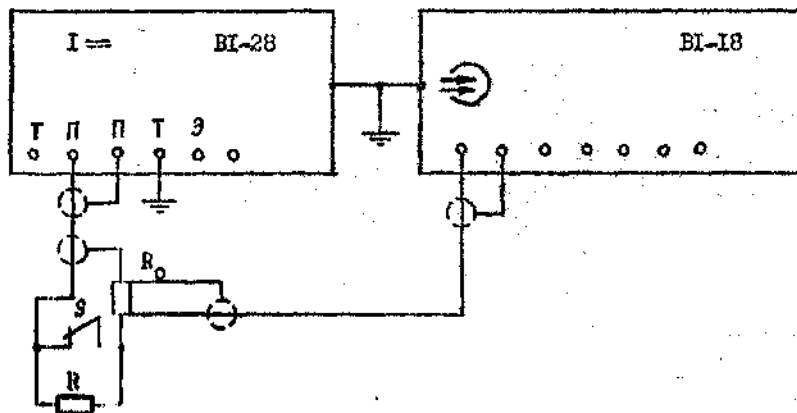 I = В1-28
В1-18
Т П П Т Э
R₀
S
R